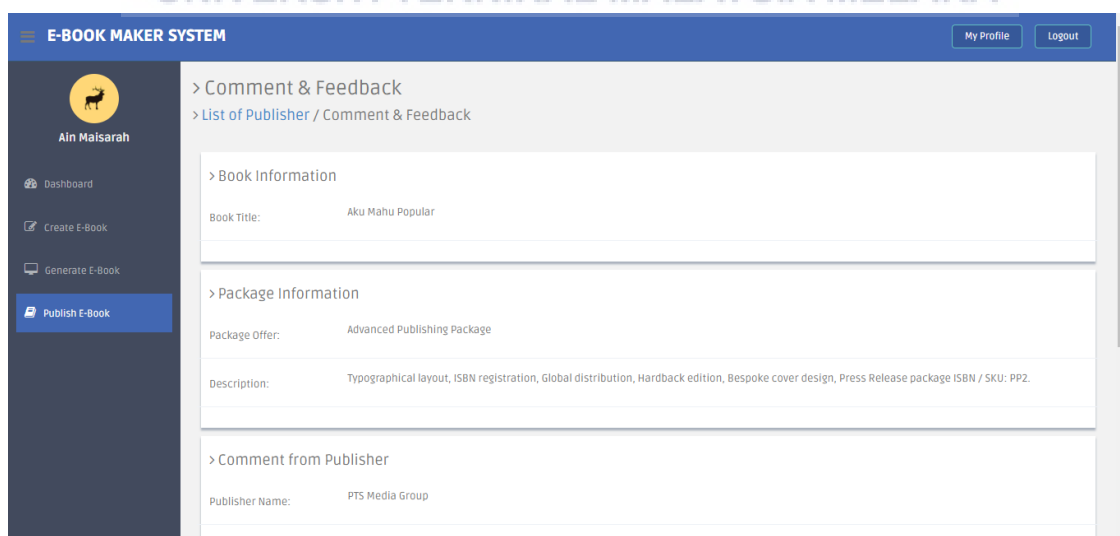 E-BOOK MAKER SYSTEM
My Profile
Logout
Ain Maisarah
Dashboard
Create E-Book
Generate E-Book
Publish E-Book
> Comment & Feedback
> List of Publisher / Comment & Feedback
> Book Information
Book Title: Aku Mahu Popular
> Package Information
Package Offer: Advanced Publishing Package
Description: Typographical layout, ISBN registration, Global distribution, Hardback edition, Bespoke cover design, Press Release package ISBN / SKU: PP2.
> Comment from Publisher
Publisher Name: PTS Media Group